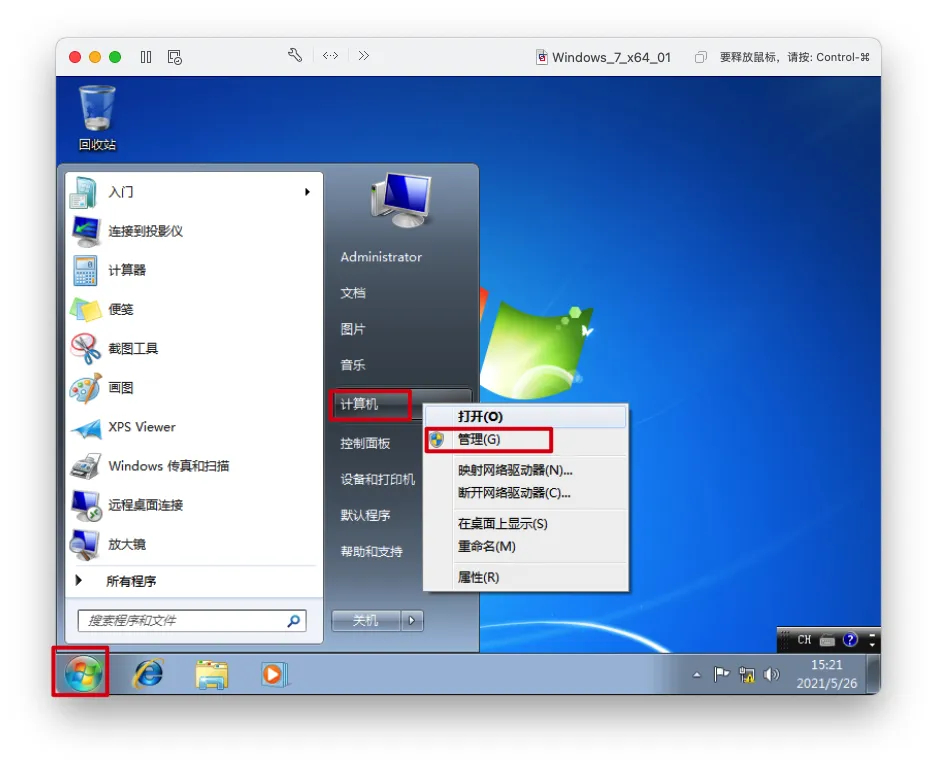 Windows_7_x64_01
要释放鼠标，请按: Control-⌘
回收站
入门
连接到投影仪
计算器
便笺
截图工具
画图
XPS Viewer
Windows 传真和扫描
远程桌面连接
放大镜
所有程序
搜索程序和文件
Administrator
文档
图片
音乐
计算机
控制面板
设备和打印机
默认程序
帮助和支持
关机
打开(O)
管理(G)
映射网络驱动器(N)...
断开网络驱动器(C)...
在桌面上显示(S)
重命名(M)
属性(R)
CH
15:21
2021/5/26